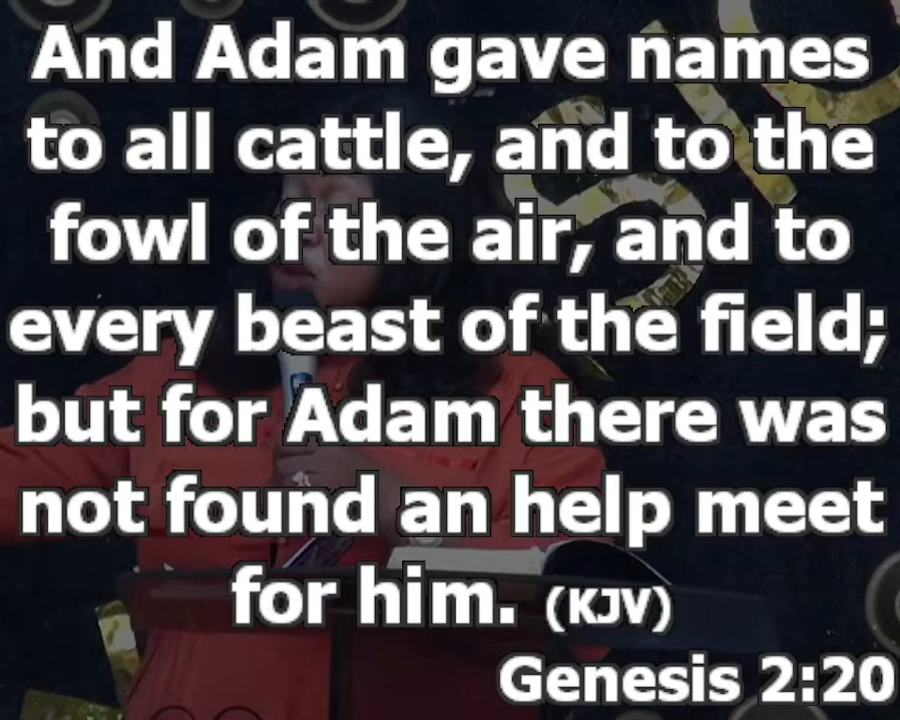 And Adam gave names
to all cattle, and to the
fowl of the air, and to
every beast of the field;
but for Adam there was
not found an help meet
for him. (KJV)
Genesis 2:20